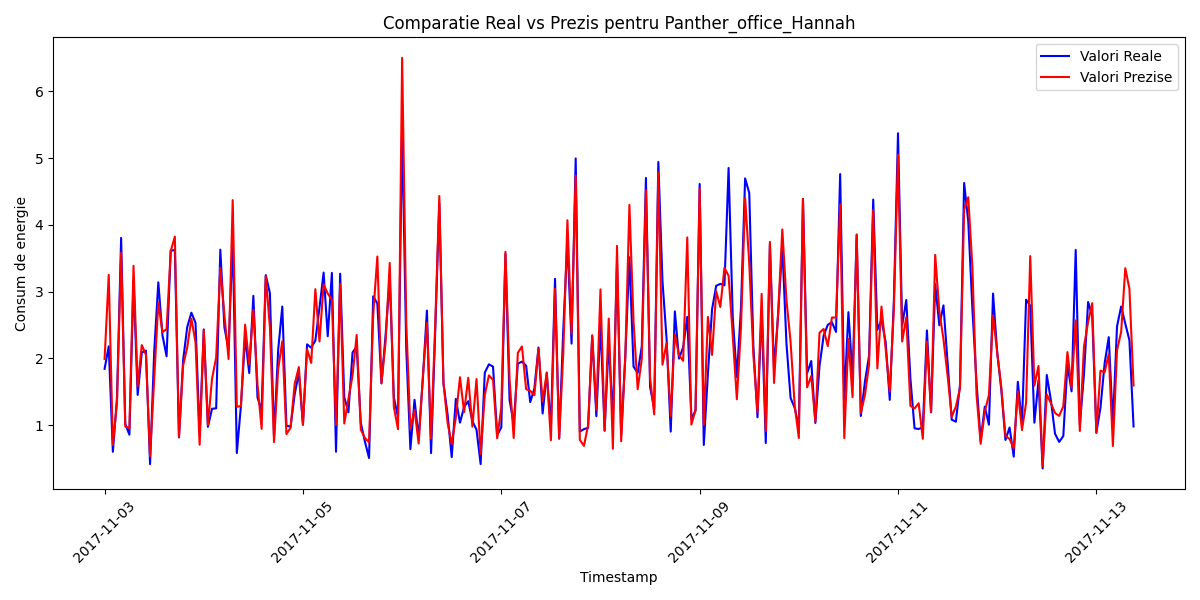 Comparatie Real vs Prezis pentru Panther_office_Hannah
Valori Reale
Valori Prezise
Consum de energie
6
5
4
3
2
1
2017-11-03
2017-11-05
2017-11-07
2017-11-09
2017-11-11
2017-11-13
Timestamp